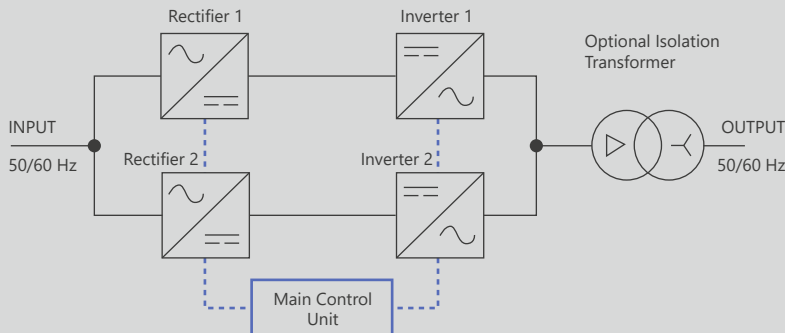 Rectifier 1
Inverter 1
Optional Isolation
Transformer
INPUT
50/60 Hz
OUTPUT
50/60 Hz
Rectifier 2
Inverter 2
Main Control
Unit